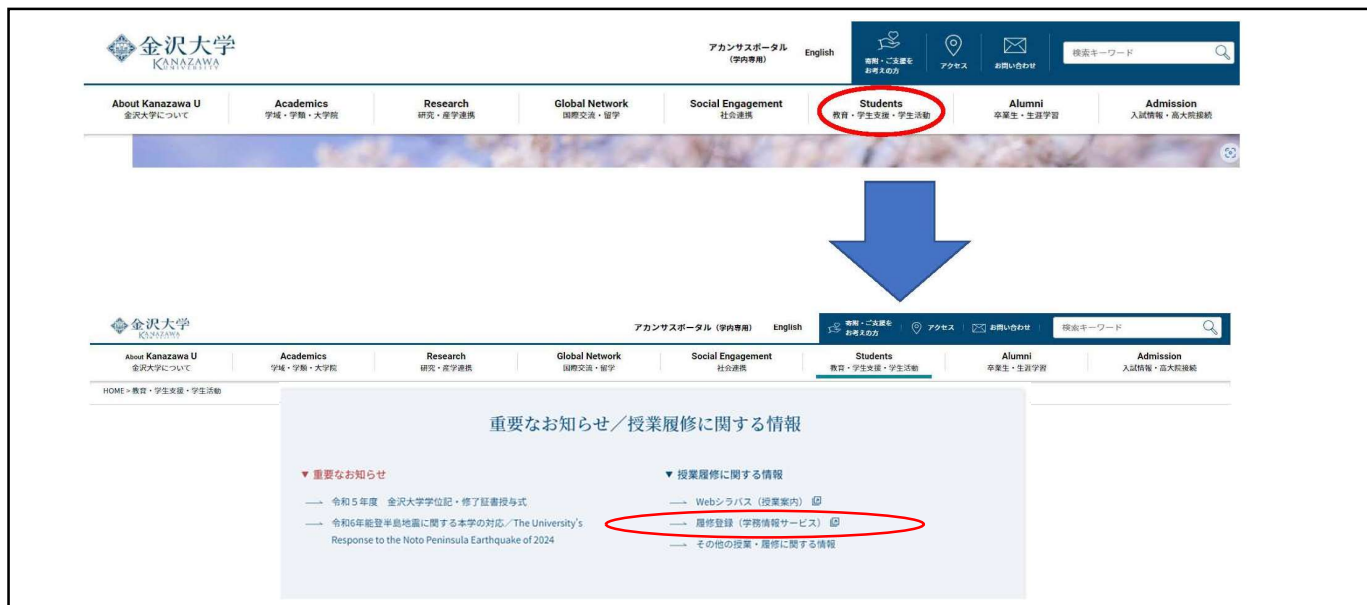 金沢大学
KANAZAWA
UNIVERSITY
アカンサスポータル
(学内専用)
English
寄附・ご支援を
お考えの方
アクセス
お問い合わせ
検索キーワード
About Kanazawa U
金沢大学について
Academics
学域・学類・大学院
Research
研究・産学連携
Global Network
国際交流・留学
Social Engagement
社会連携
Students
教育・学生支援・学生活動
Alumni
卒業生・生涯学習
Admission
入試情報・高大院接続
金沢大学
KANAZAWA
アカンサスポータル（学内専用）
English
寄附・ご支援を
お考えの方
アクセス
お問い合わせ
検索キーワード
About Kanazawa U
金沢大学について
Academics
学域・学類・大学院
Research
研究・産学連携
Global Network
国際交流・留学
Social Engagement
社会連携
Students
教育・学生支援・学生活動
Alumni
卒業生・生涯学習
Admission
入試情報・高大院接続
HOME > 教育・学生支援・学生活動
重要なお知らせ／授業履修に関する情報
▼ 重要なお知らせ
令和５年度　金沢大学学位記・修了証書授与式
令和6年能登半島地震に関する本学の対応／The University's
Response to the Noto Peninsula Earthquake of 2024
▼ 授業履修に関する情報
Webシラバス（授業案内）
履修登録（学務情報サービス）
その他の授業・履修に関する情報